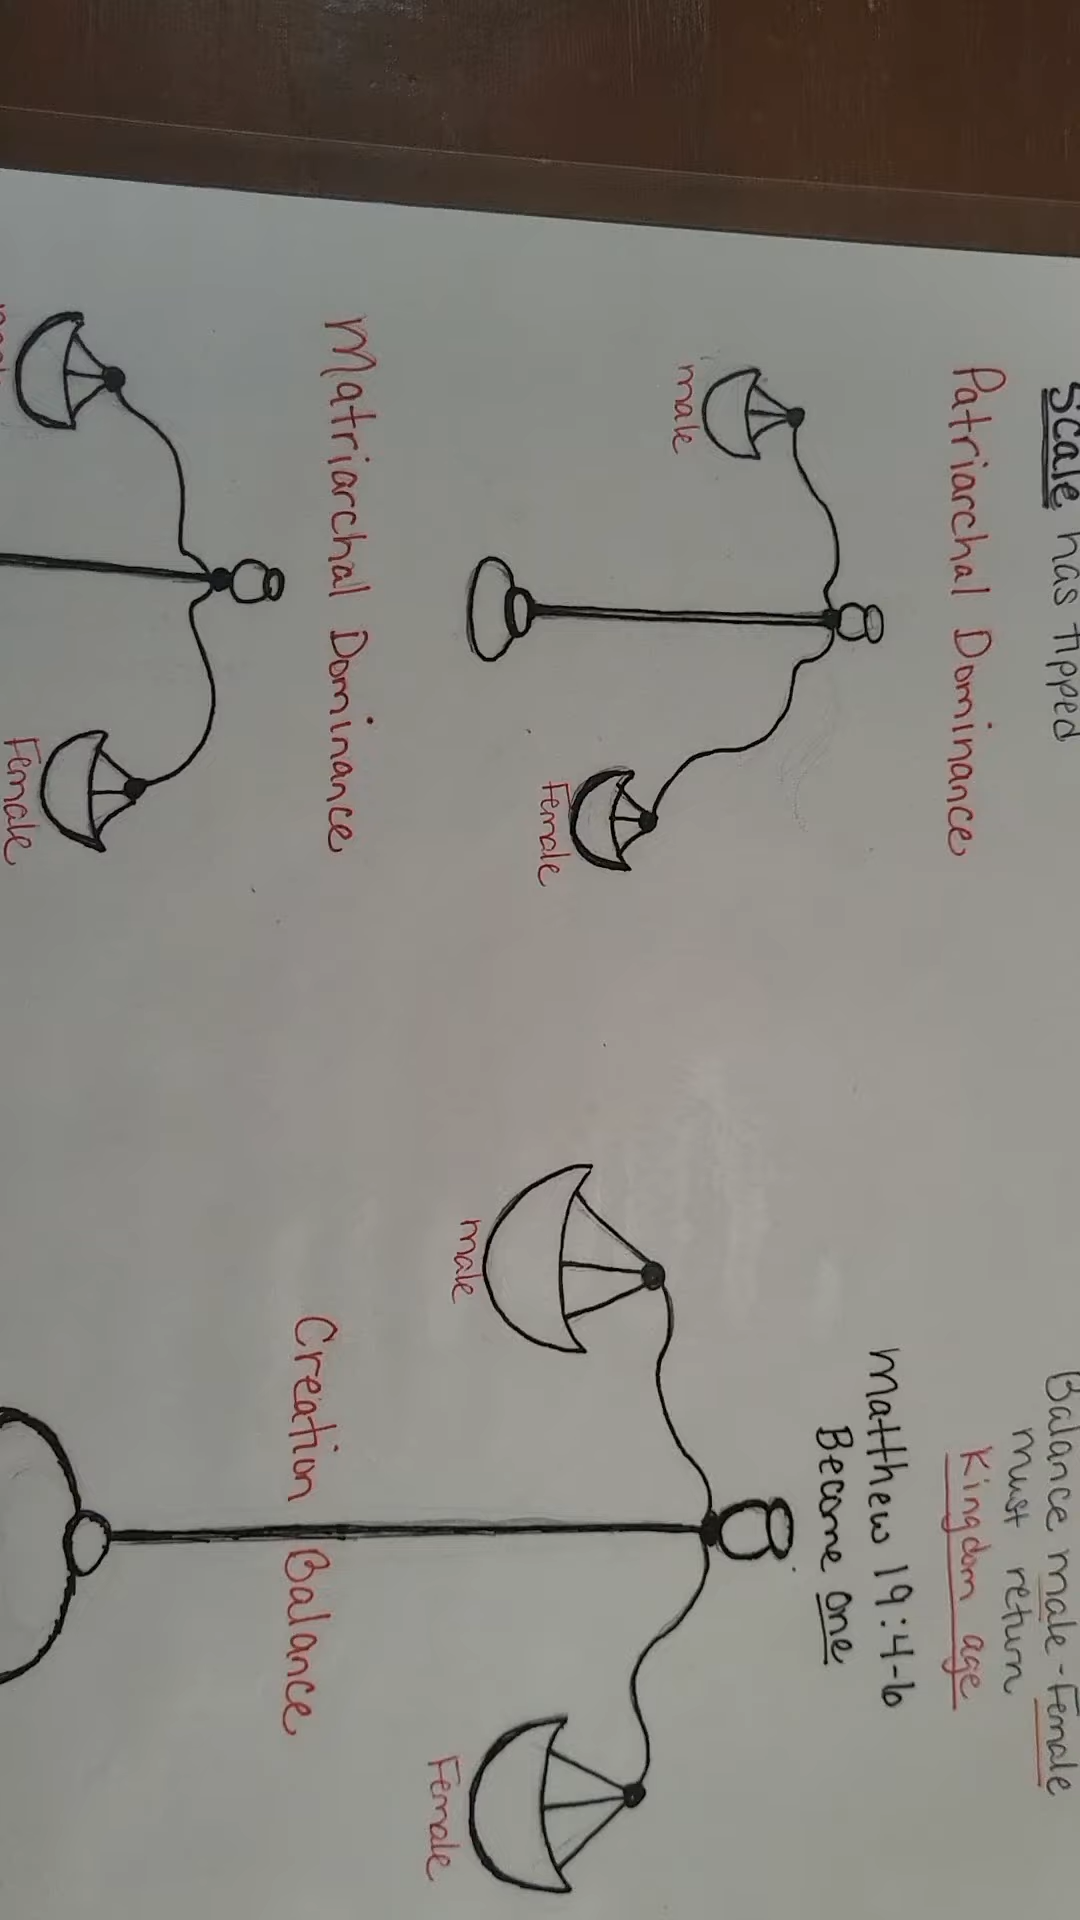 Scale has tipped
Patriarchal Dominance
male
Female
Matriarchal Dominance
Female
Balance male-Female
must return
Kingdom age
Matthew 19:4-6
Become one
male
Female
Creation Balance